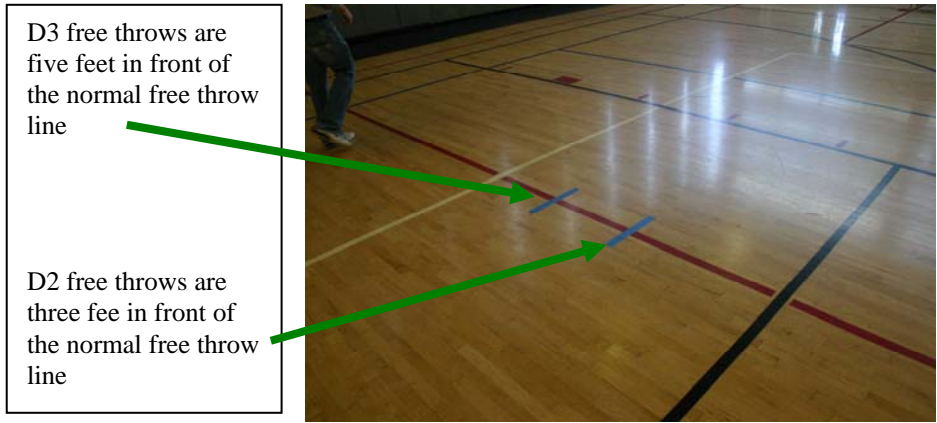 D3 free throws are
five feet in front of
the normal free throw
line
D2 free throws are
three fee in front of
the normal free throw
line